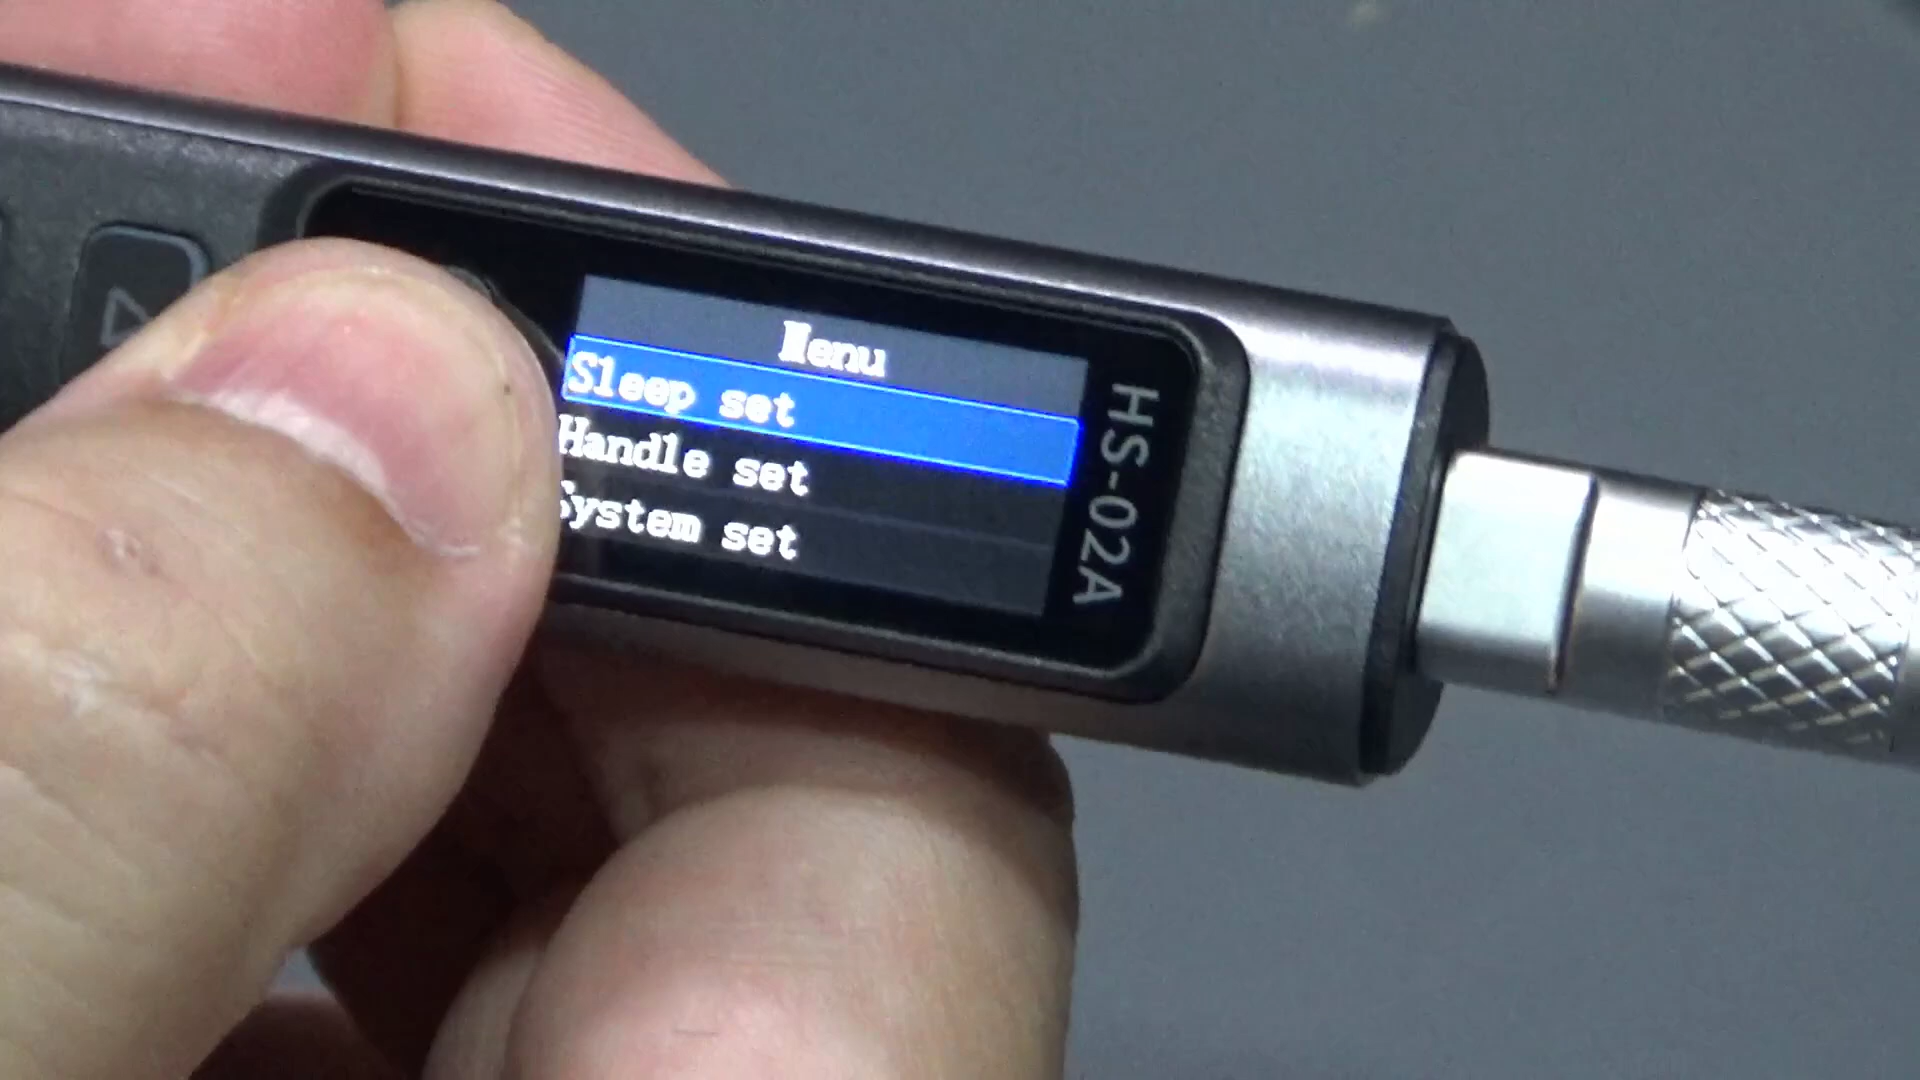 Menu
Sleep set
Handle set
System set
HS-02A